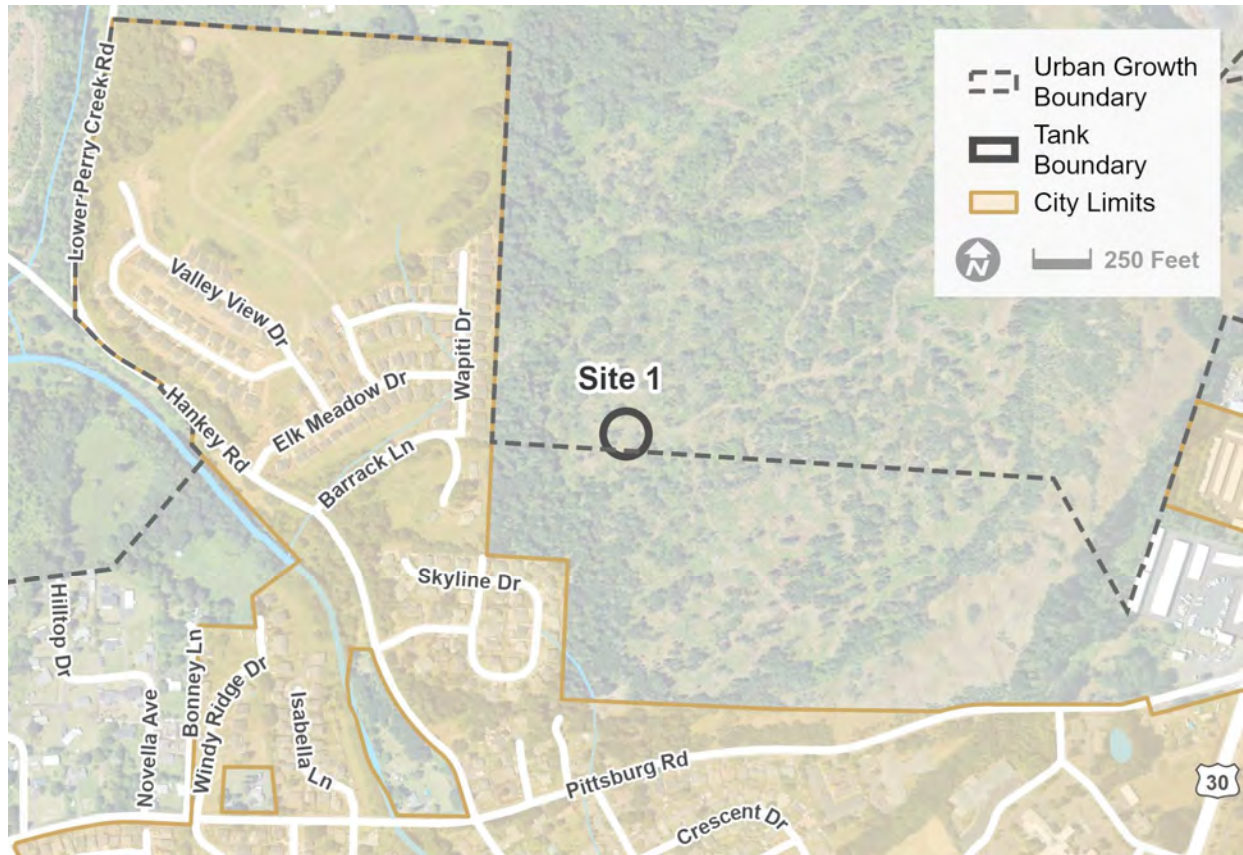 Lower Perry Creek Rd
Urban Growth
Boundary
Tank
Boundary
City Limits
N
250 Feet
Valley View Dr
Wapiti Dr
Site 1
Elk Meadow Dr
Hankey Rd
Barrack Ln
Skyline Dr
Hilltop Dr
Bonney Ln
Windy Ridge Dr
Novella Ave
Isabella Ln
Pittsburg Rd
30
Crescent Dr